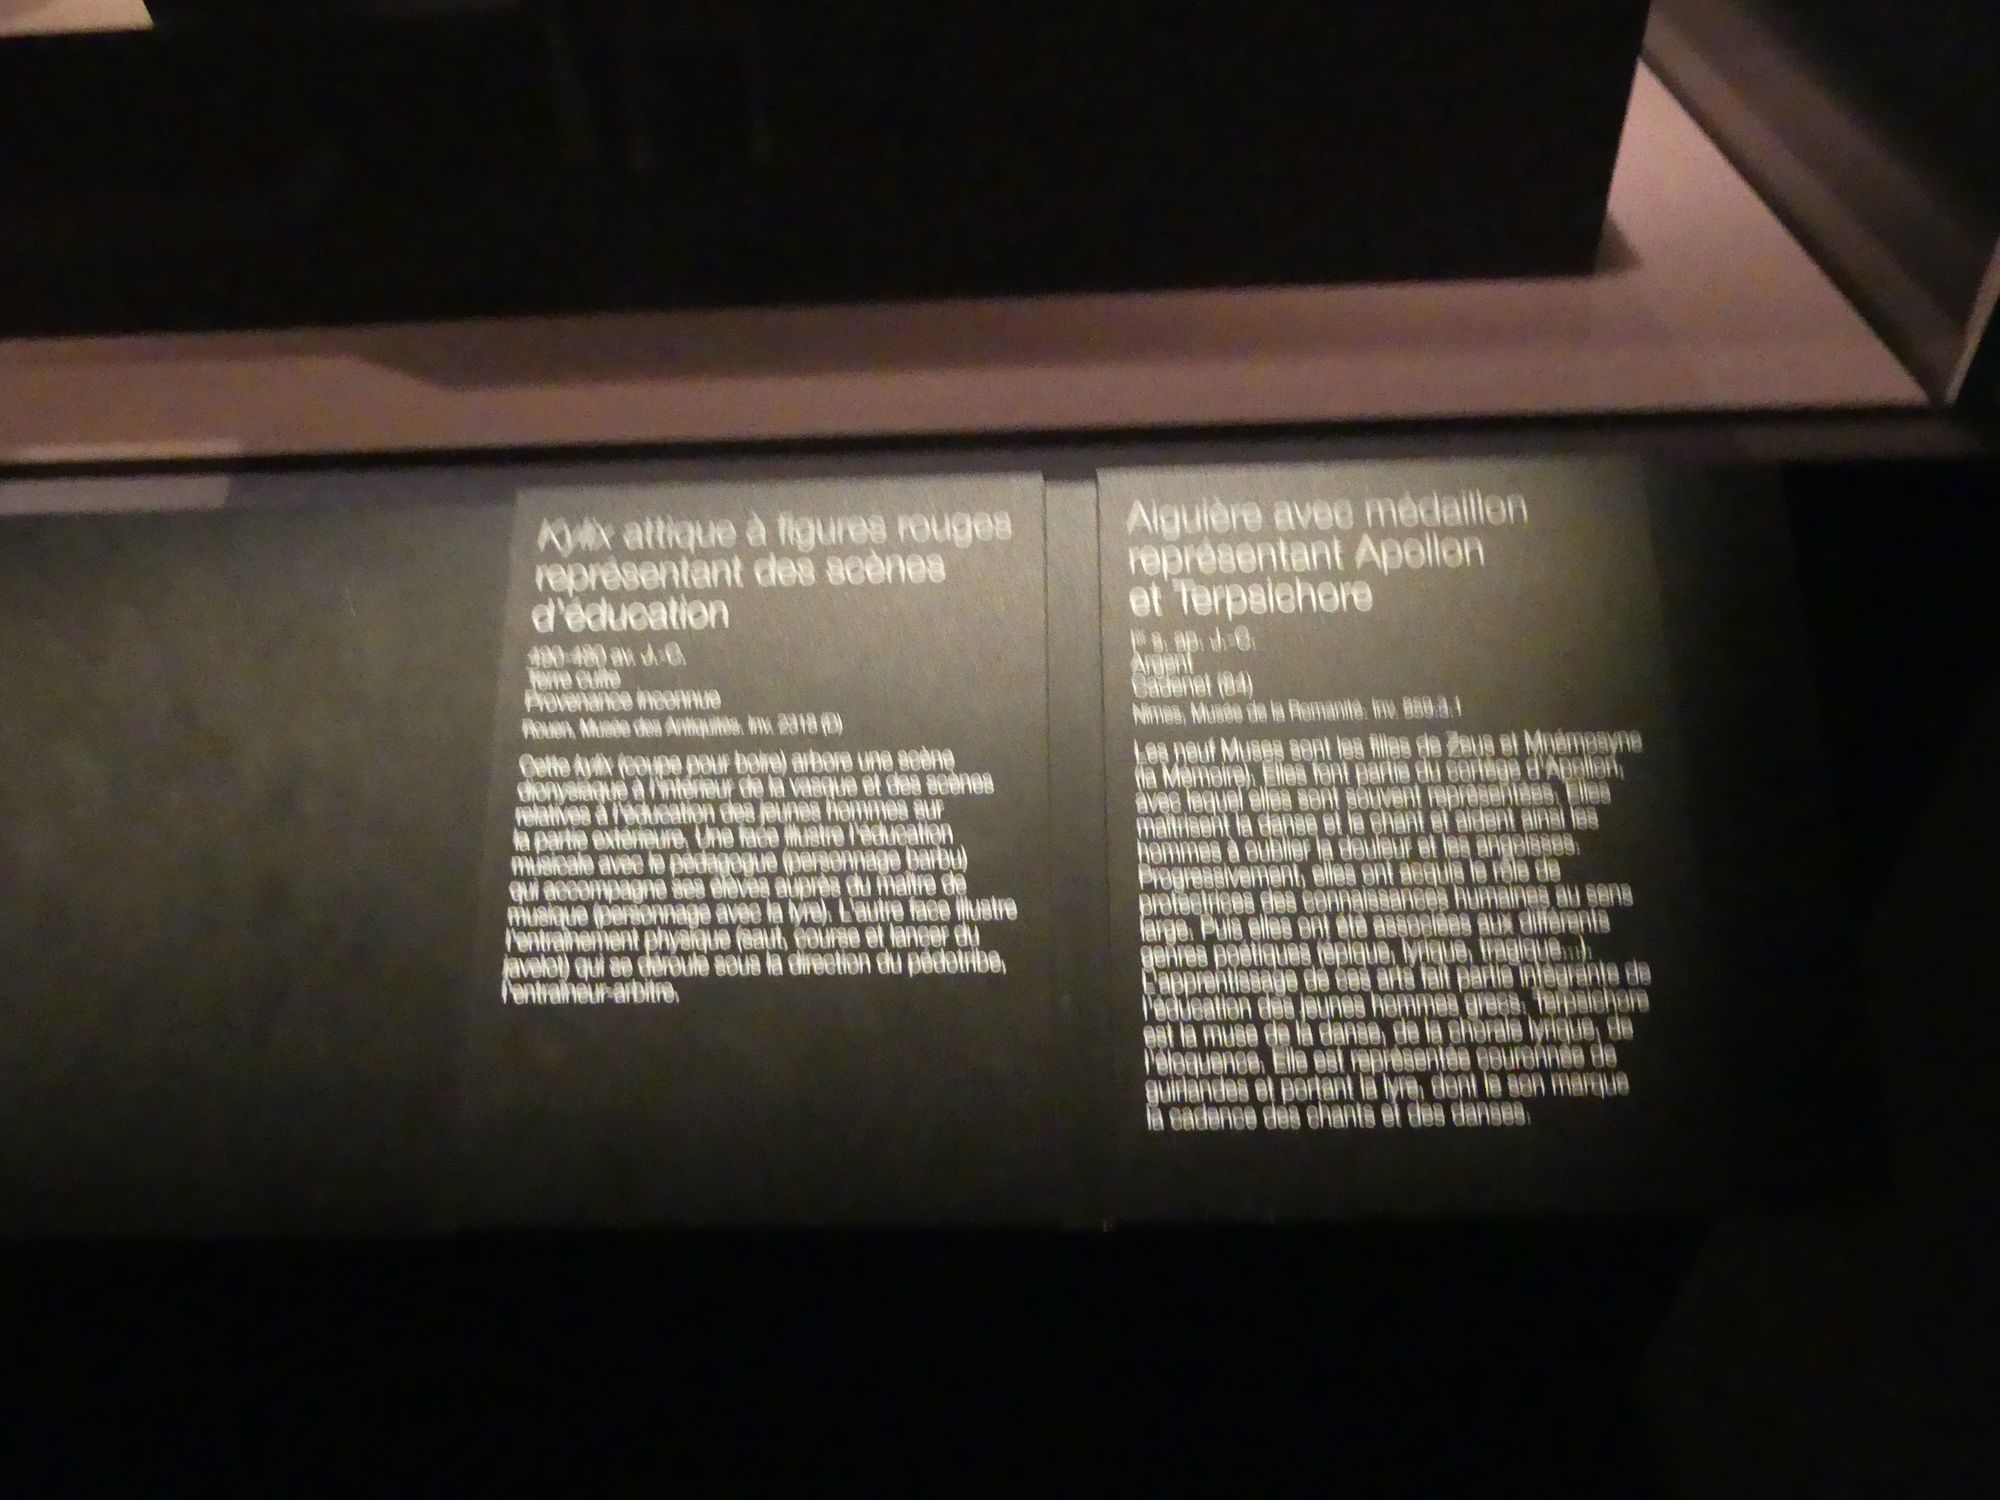 Kylix attique à figures rouges
représentant des scènes
d'éducation
490-480 av. J.-C.
Terre cuite
Provenance inconnue
Rouen, Musée des Antiquités, Inv.
Cette kylix (coupe pour boire) arbore une scène
dionysiaque à l'intérieur de la vasque et des scènes
relatives à l'éducation des jeunes hommes sur
la partie extérieure. Une face illustre l'éducation
musicale avec le pédagogue (personnage barbu)
qui accompagne ses élèves auprès du maître de
musique (personnage avec la lyre). L'autre face illustre
l'entraînement physique (saut, course et lancer du
javelot) qui se déroule sous la direction du pédotribe,
l'entraîneur-arbitre.
Aiguière avec médaillon
représentant Apollon
et Terpsichore
Iᵉʳ s. ap. J.-C.
Argent
Cadenet (84)
Nîmes, Musée de la Romanité, Inv.
Les neuf Muses sont les filles de Zeus et Mnémosyne
(la Mémoire). Elles font partie du cortège d'Apollon,
avec lequel elles sont souvent représentées. Elles
maîtrisent la danse et le chant et aident ainsi les
hommes à oublier la douleur et les angoisses.
Progressivement, elles ont acquis le rôle de
protectrices des connaissances humaines au sens
large. Puis elles ont été associées aux différents
genres poétiques (épique, lyrique, tragique...).
L'apprentissage de ces arts fait partie intégrante de
l'éducation des jeunes hommes grecs. Terpsichore
est la muse de la danse, de la chorale lyrique, de
l'éloquence. Elle est représentée couronnée de
guirlandes et portant la lyre, dont le son marque
la cadence des chants et des danses.